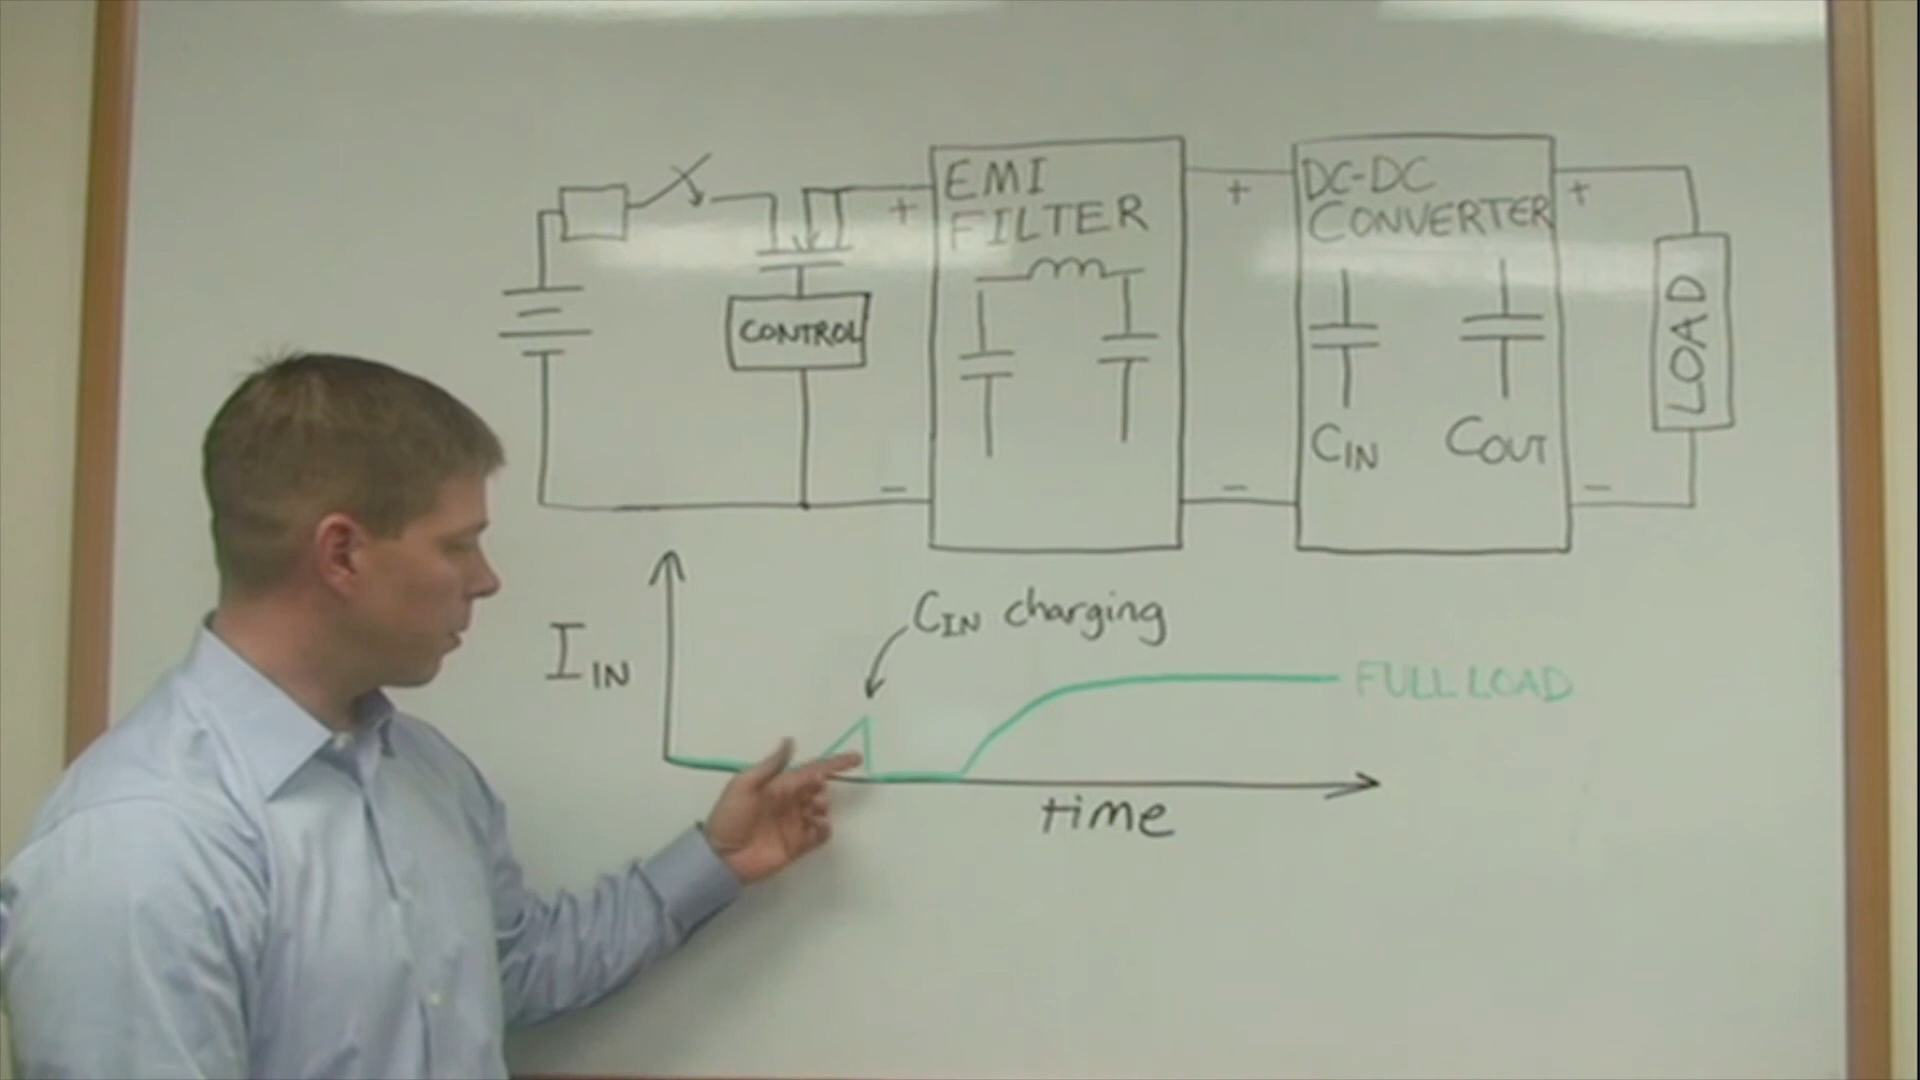 EMI
FILTER
DC-DC
CONVERTER
+
+
+
CONTROL
LOAD
CIN
COUT
−
−
−
IIN
CIN charging
FULL LOAD
time